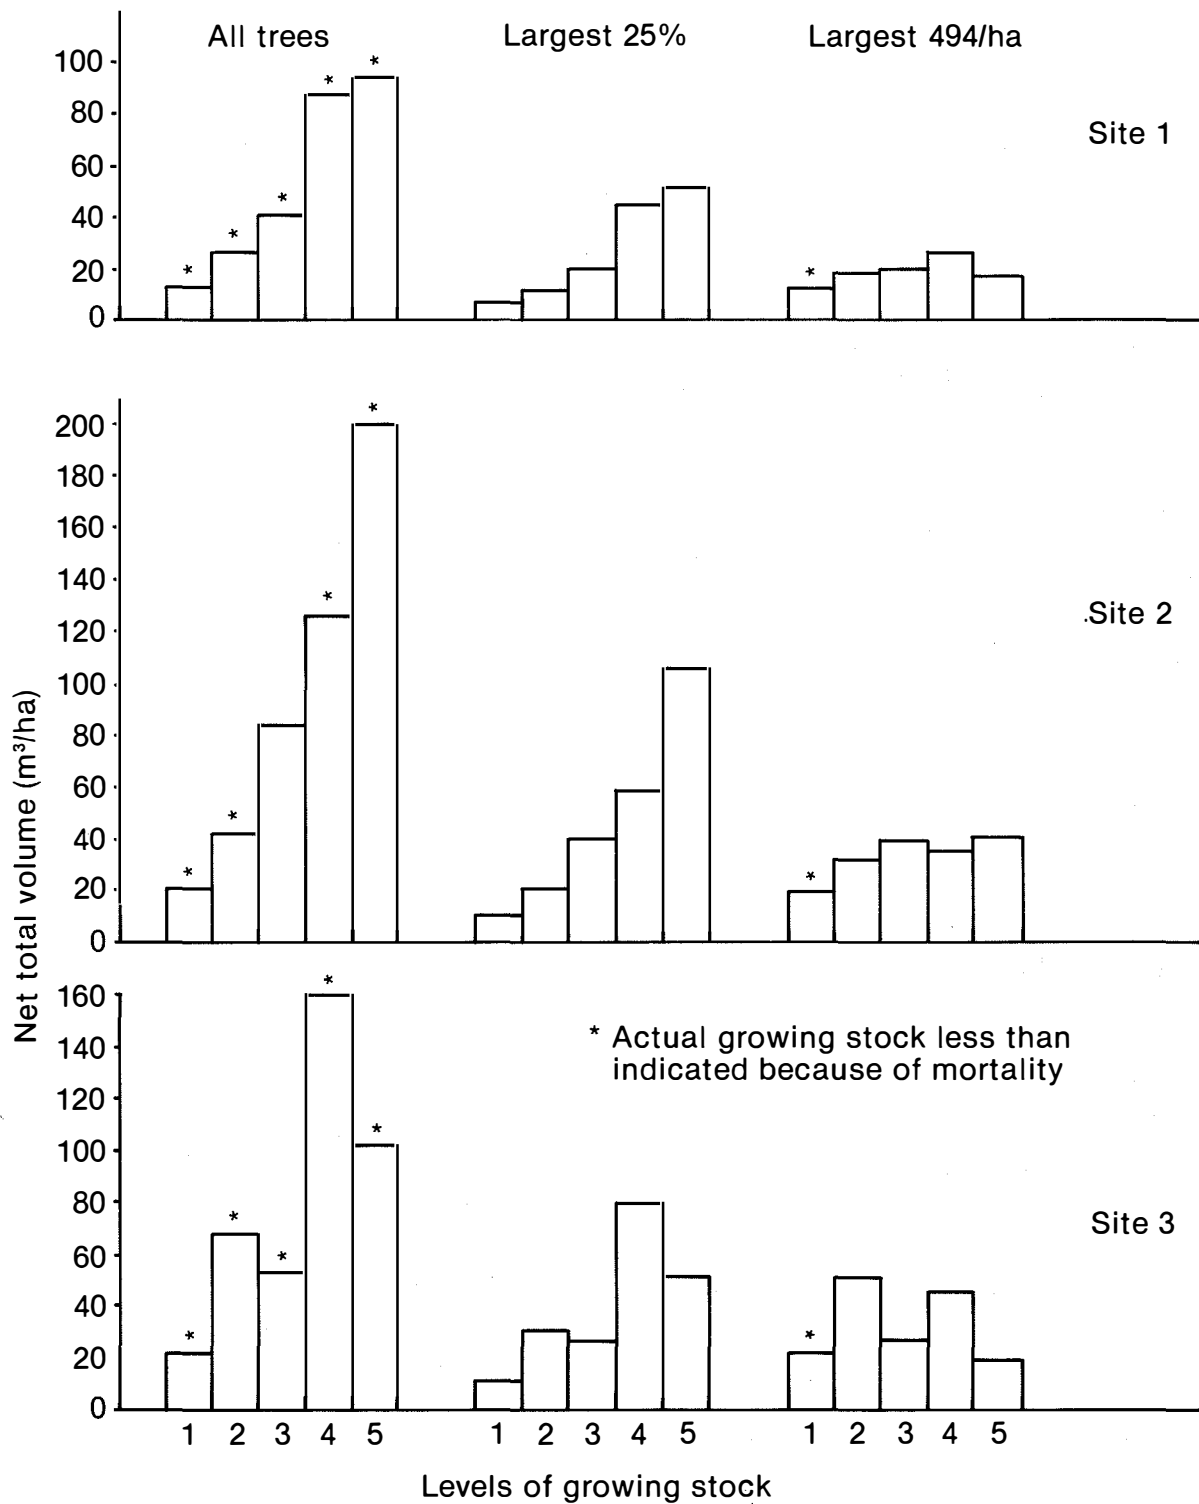 All trees Largest 25% Largest 494/ha
Site 1
100
80
60
40
20
0
* * * * *
*
Site 2
200
180
160
140
120
100
80
60
40
20
0
* * * *
*
Net total volume (m³/ha)
160
140
120
100
80
60
40
20
0
* * * * *
*
* Actual growing stock less than
indicated because of mortality
Site 3
1 2 3 4 5 1 2 3 4 5 1 2 3 4 5
Levels of growing stock